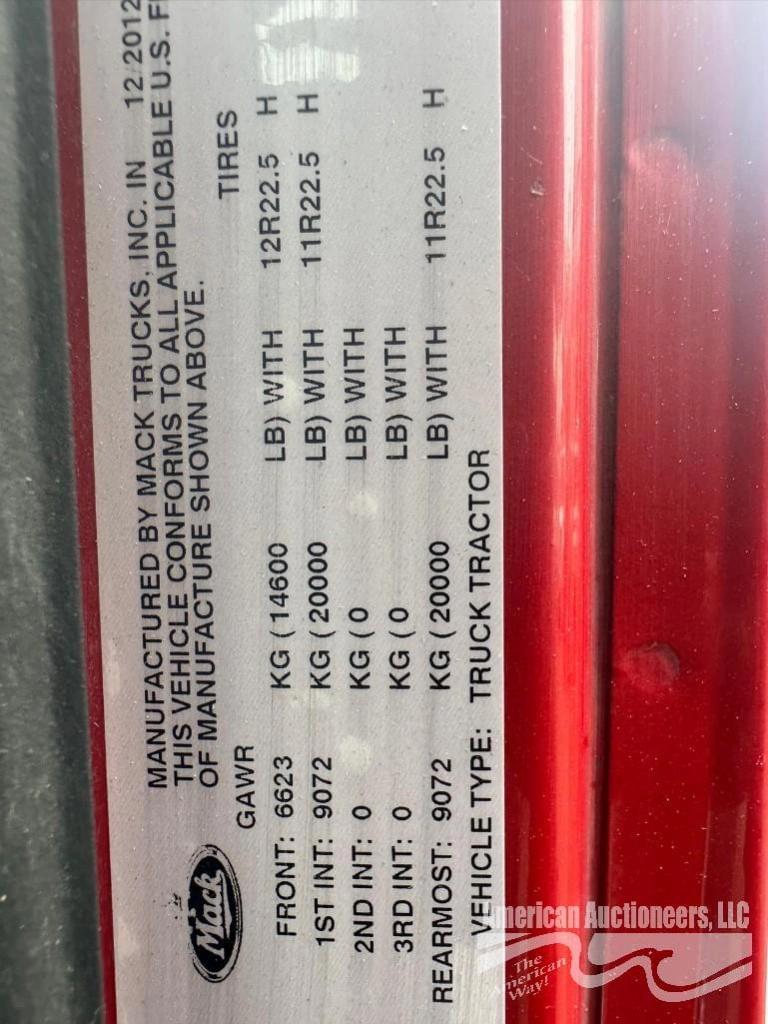 Mack
MANUFACTURED BY MACK TRUCKS, INC. IN 12/2012
THIS VEHICLE CONFORMS TO ALL APPLICABLE U.S.
OF MANUFACTURE SHOWN ABOVE.
GAWR TIRES
FRONT: 6623 KG ( 14600 LB) WITH 12R22.5 H
1ST INT: 9072 KG ( 20000 LB) WITH 11R22.5 H
2ND INT: 0 KG ( 0 LB) WITH
3RD INT: 0 KG ( 0 LB) WITH
REARMOST: 9072 KG ( 20000 LB) WITH 11R22.5 H
VEHICLE TYPE: TRUCK TRACTOR
American Auctioneers, LLC
The
American
Way!